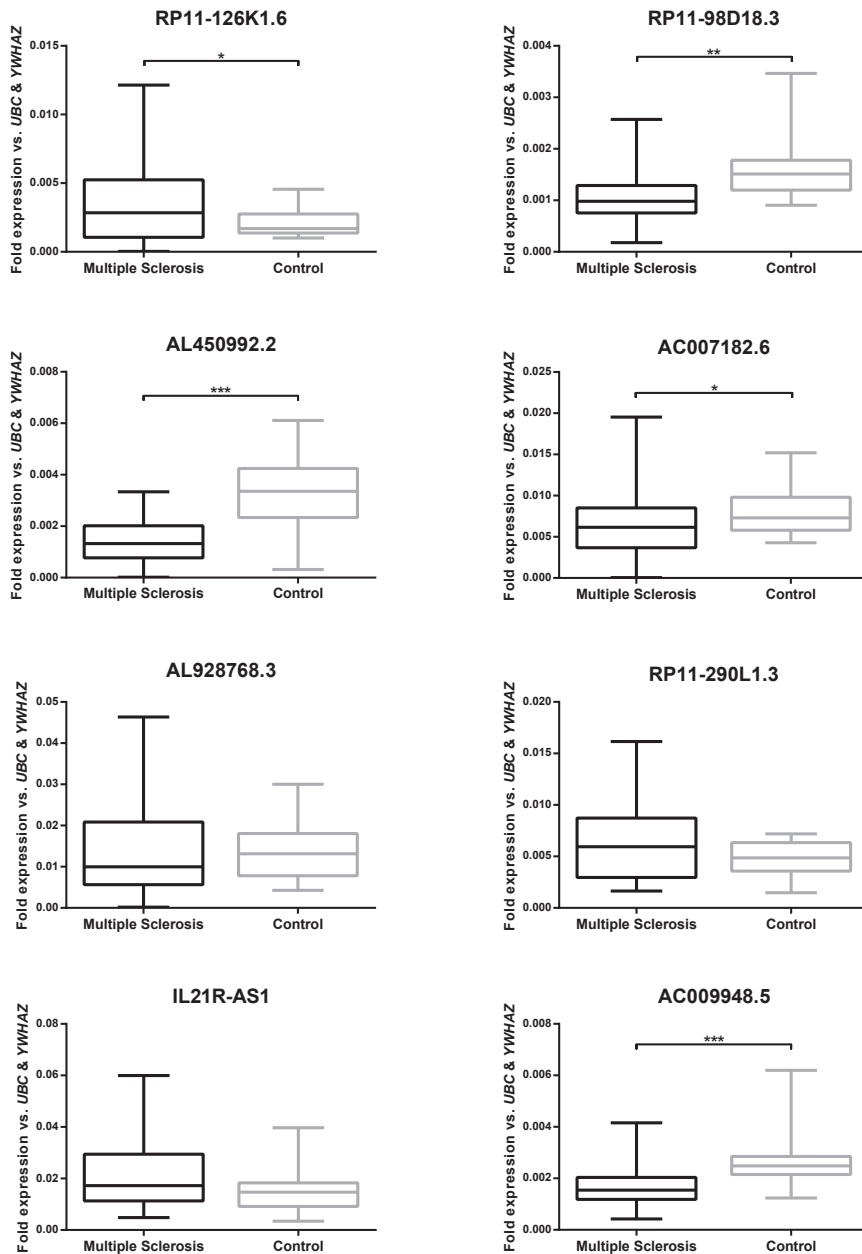 RP11-126K1.6
Fold expression vs. UBC & YWHAZ
0.015
0.010
0.005
0.000
*
Multiple Sclerosis
Control
RP11-98D18.3
Fold expression vs. UBC & YWHAZ
0.004
0.003
0.002
0.001
0.000
**
Multiple Sclerosis
Control
AL450992.2
Fold expression vs. UBC & YWHAZ
0.008
0.006
0.004
0.002
0.000
***
Multiple Sclerosis
Control
AC007182.6
Fold expression vs. UBC & YWHAZ
0.025
0.020
0.015
0.010
0.005
0.000
*
Multiple Sclerosis
Control
AL928768.3
Fold expression vs. UBC & YWHAZ
0.05
0.04
0.03
0.02
0.01
0.00
Multiple Sclerosis
Control
RP11-290L1.3
Fold expression vs. UBC & YWHAZ
0.020
0.015
0.010
0.005
0.000
Multiple Sclerosis
Control
IL21R-AS1
Fold expression vs. UBC & YWHAZ
0.08
0.06
0.04
0.02
0.00
Multiple Sclerosis
Control
AC009948.5
Fold expression vs. UBC & YWHAZ
0.008
0.006
0.004
0.002
0.000
***
Multiple Sclerosis
Control